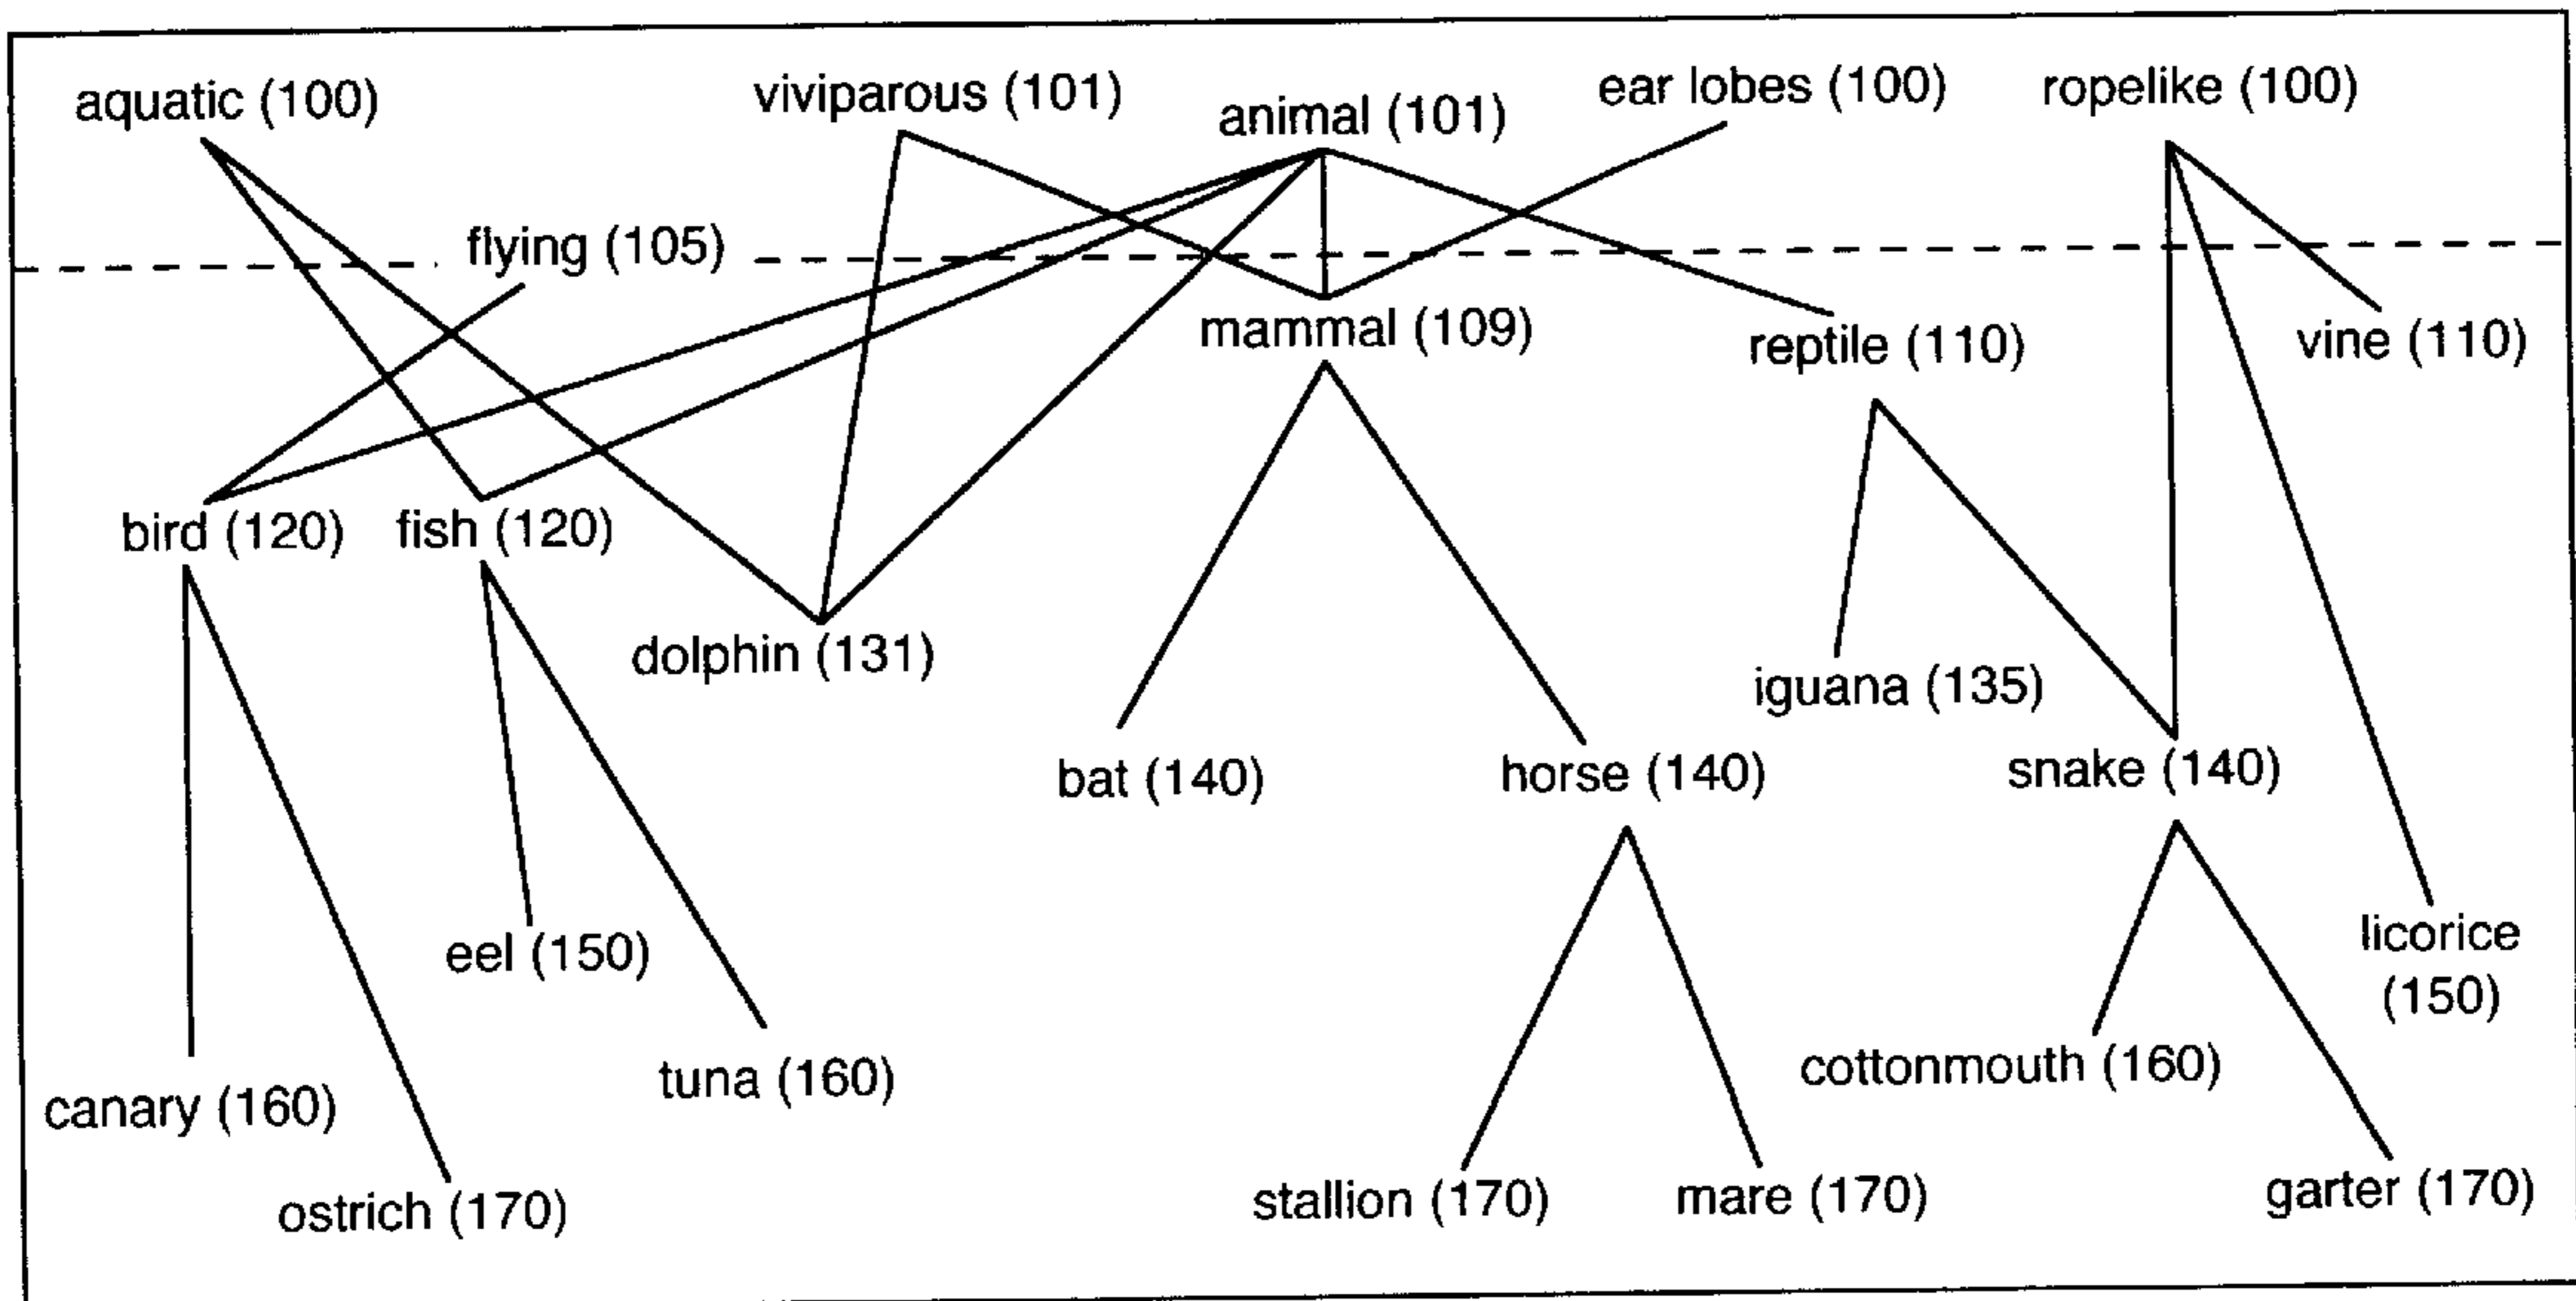 aquatic (100)
viviparous (101)
animal (101)
ear lobes (100)
ropelike (100)
flying (105)
mammal (109)
reptile (110)
vine (110)
bird (120)
fish (120)
dolphin (131)
iguana (135)
bat (140)
horse (140)
snake (140)
eel (150)
licorice
(150)
canary (160)
tuna (160)
cottonmouth (160)
ostrich (170)
stallion (170)
mare (170)
garter (170)